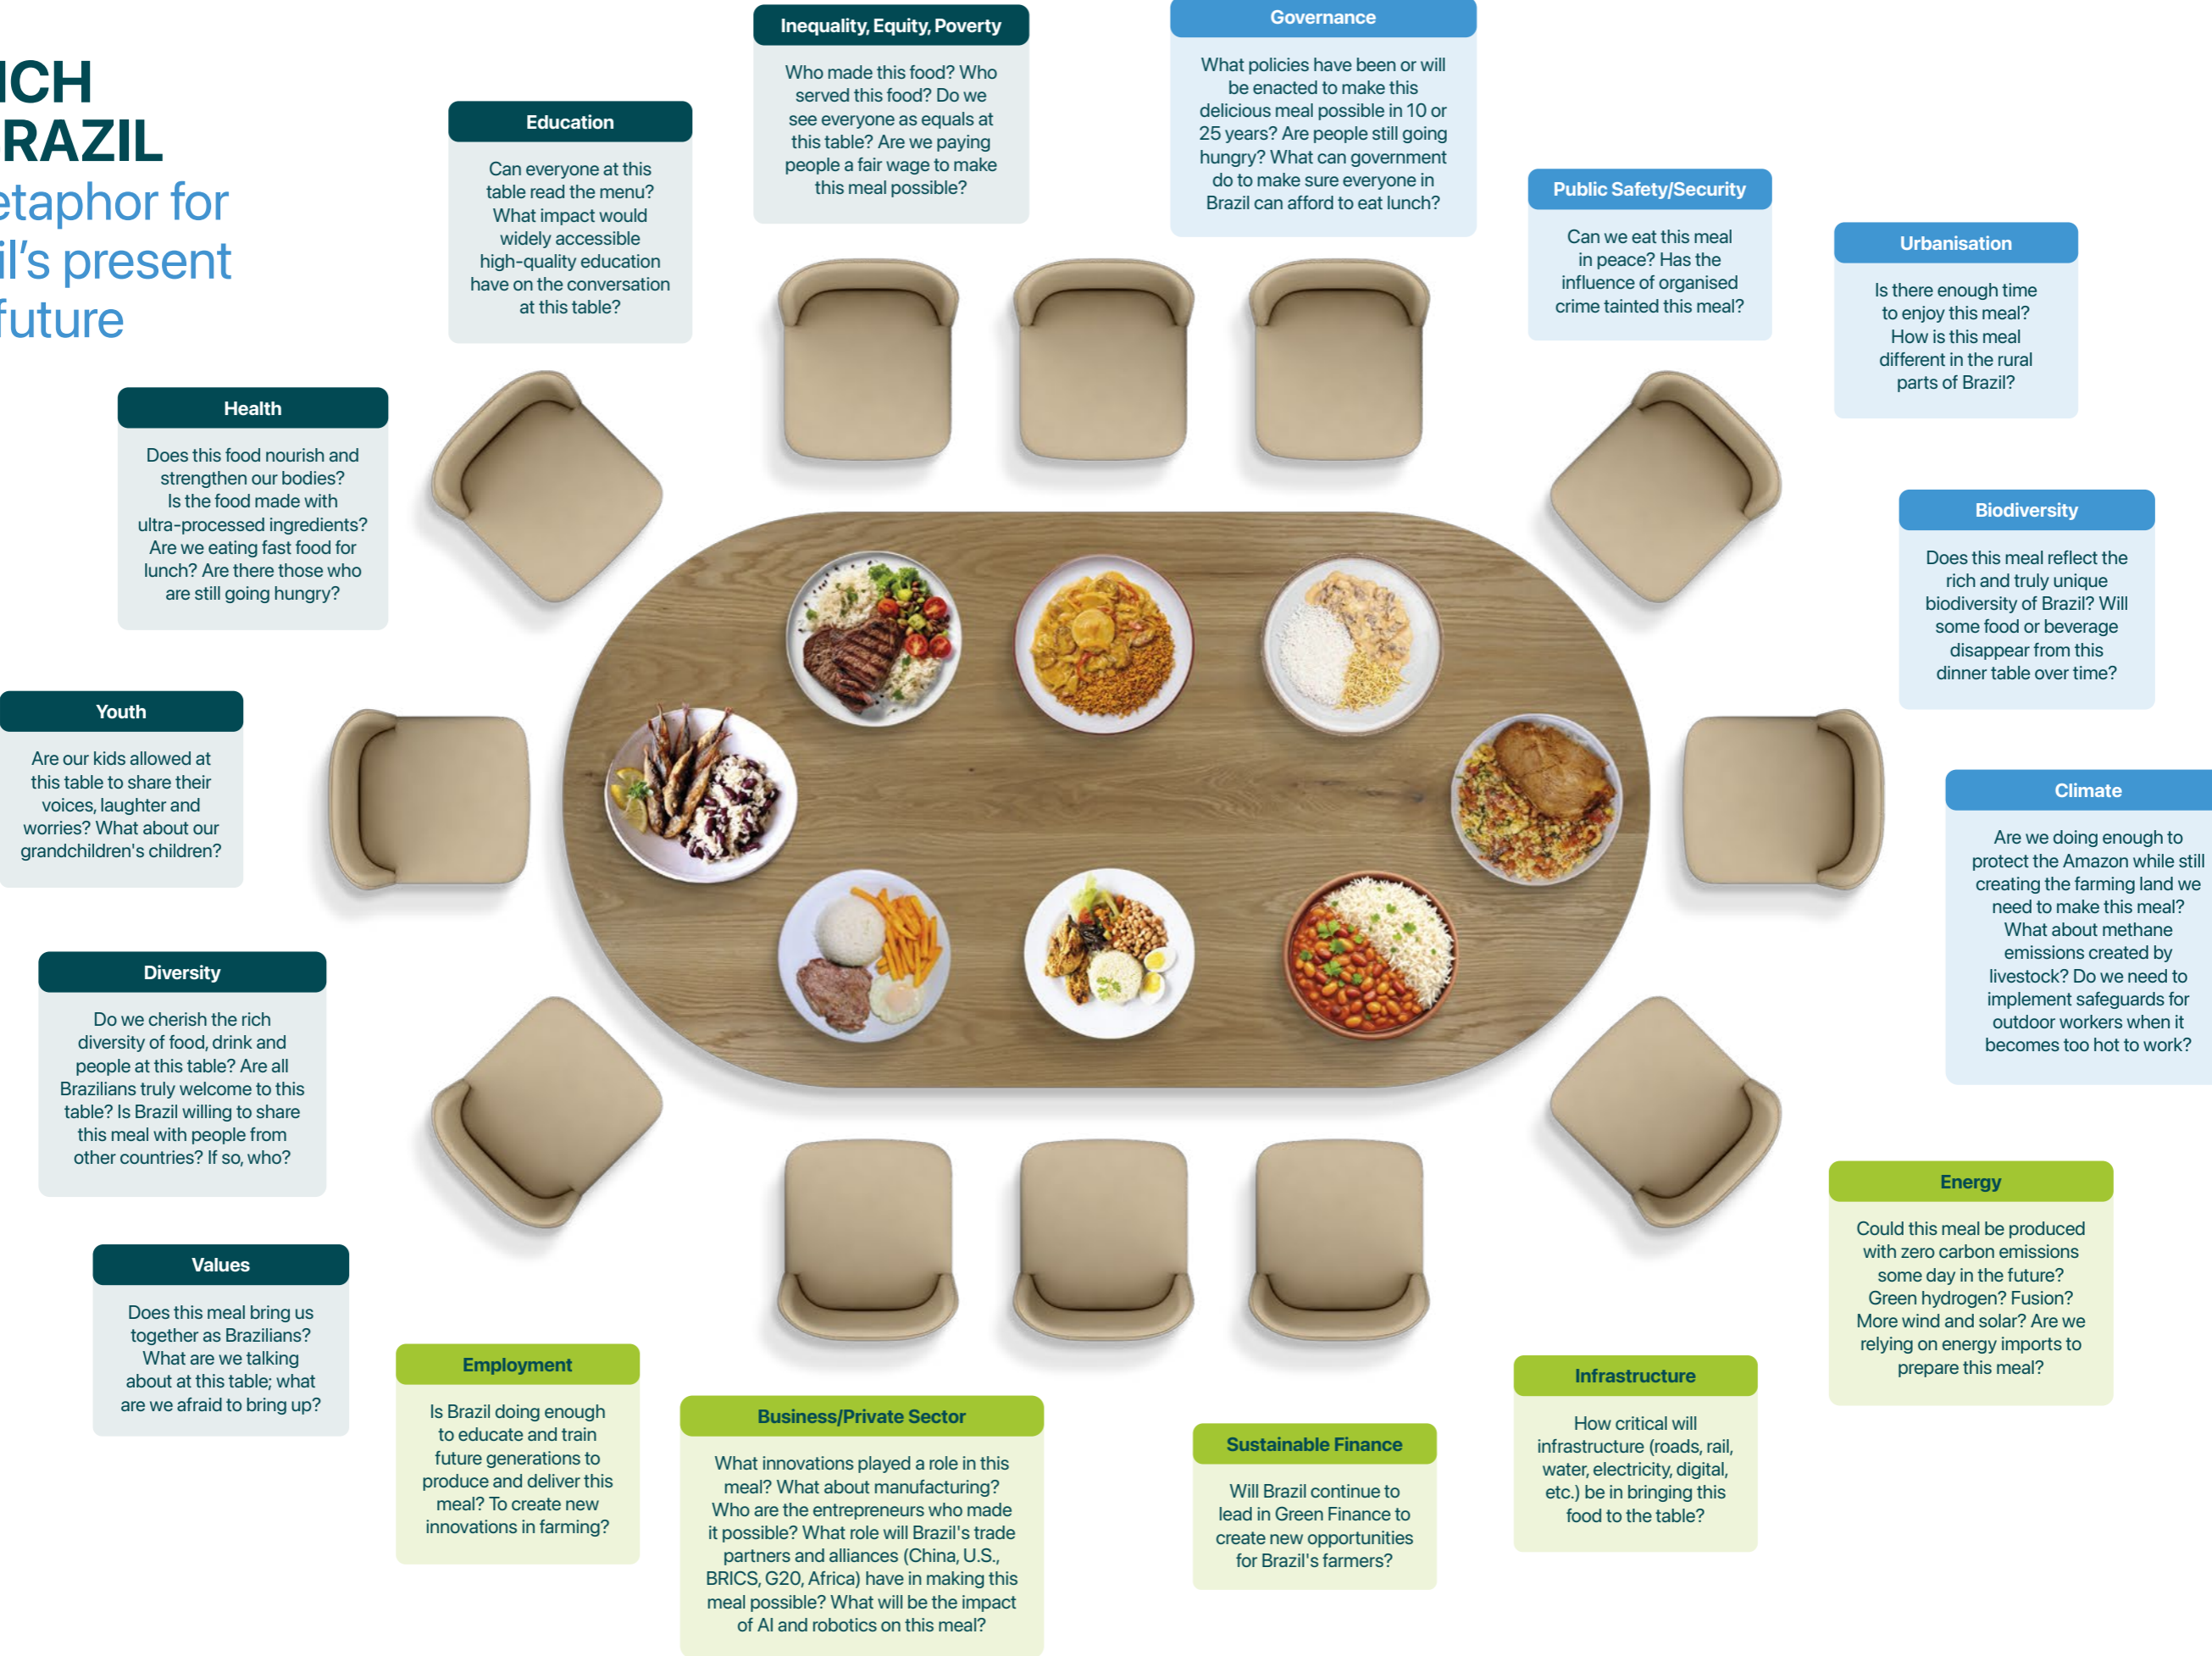 ICH
RAZIL
etaphor for
il's present
future
Inequality, Equity, Poverty
Who made this food? Who
served this food? Do we
see everyone as equals at
this table? Are we paying
people a fair wage to make
this meal possible?
Governance
What policies have been or will
be enacted to make this
delicious meal possible in 10 or
25 years? Are people still going
hungry? What can government
do to make sure everyone in
Brazil can afford to eat lunch?
Education
Can everyone at this
table read the menu?
What impact would
widely accessible
high-quality education
have on the conversation
at this table?
Public Safety/Security
Can we eat this meal
in peace? Has the
influence of organised
crime tainted this meal?
Urbanisation
Is there enough time
to enjoy this meal?
How is this meal
different in the rural
parts of Brazil?
Health
Does this food nourish and
strengthen our bodies?
Is the food made with
ultra-processed ingredients?
Are we eating fast food for
lunch? Are there those who
are still going hungry?
Biodiversity
Does this meal reflect the
rich and truly unique
biodiversity of Brazil? Will
some food or beverage
disappear from this
dinner table over time?
Youth
Are our kids allowed at
this table to share their
voices, laughter and
worries? What about our
grandchildren's children?
Climate
Are we doing enough to
protect the Amazon while still
creating the farming land we
need to make this meal?
What about methane
emissions created by
livestock? Do we need to
implement safeguards for
outdoor workers when it
becomes too hot to work?
Diversity
Do we cherish the rich
diversity of food, drink and
people at this table? Are all
Brazilians truly welcome to this
table? Is Brazil willing to share
this meal with people from
other countries? If so, who?
Energy
Could this meal be produced
with zero carbon emissions
some day in the future?
Green hydrogen? Fusion?
More wind and solar? Are we
relying on energy imports to
prepare this meal?
Values
Does this meal bring us
together as Brazilians?
What are we talking
about at this table; what
are we afraid to bring up?
Employment
Is Brazil doing enough
to educate and train
future generations to
produce and deliver this
meal? To create new
innovations in farming?
Business/Private Sector
What innovations played a role in this
meal? What about manufacturing?
Who are the entrepreneurs who made
it possible? What role will Brazil's trade
partners and alliances (China, U.S.,
BRICS, G20, Africa) have in making this
meal possible? What will be the impact
of AI and robotics on this meal?
Sustainable Finance
Will Brazil continue to
lead in Green Finance to
create new opportunities
for Brazil's farmers?
Infrastructure
How critical will
infrastructure (roads, rail,
water, electricity, digital,
etc.) be in bringing this
food to the table?